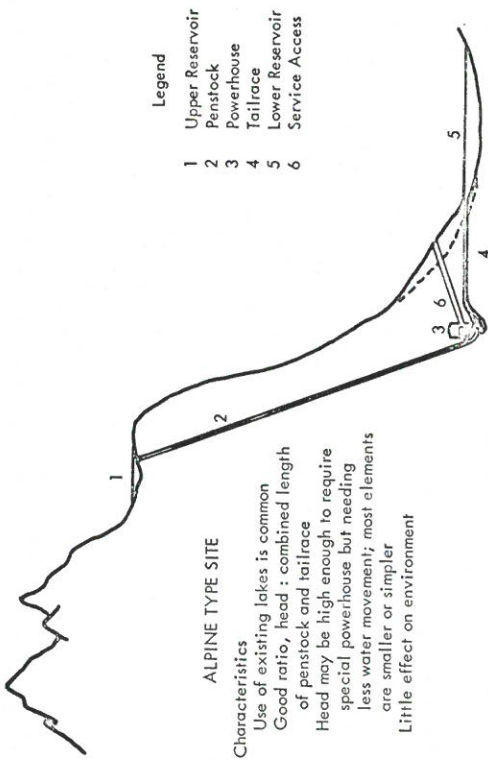 Legend
1 Upper Reservoir
2 Penstock
3 Powerhouse
4 Tailrace
5 Lower Reservoir
6 Service Access
1
2
3
6
4
5
ALPINE TYPE SITE
Characteristics
Use of existing lakes is common
Good ratio, head : combined length
of penstock and tailrace
Head may be high enough to require
special powerhouse but needing
less water movement; most elements
are smaller or simpler
Little effect on environment